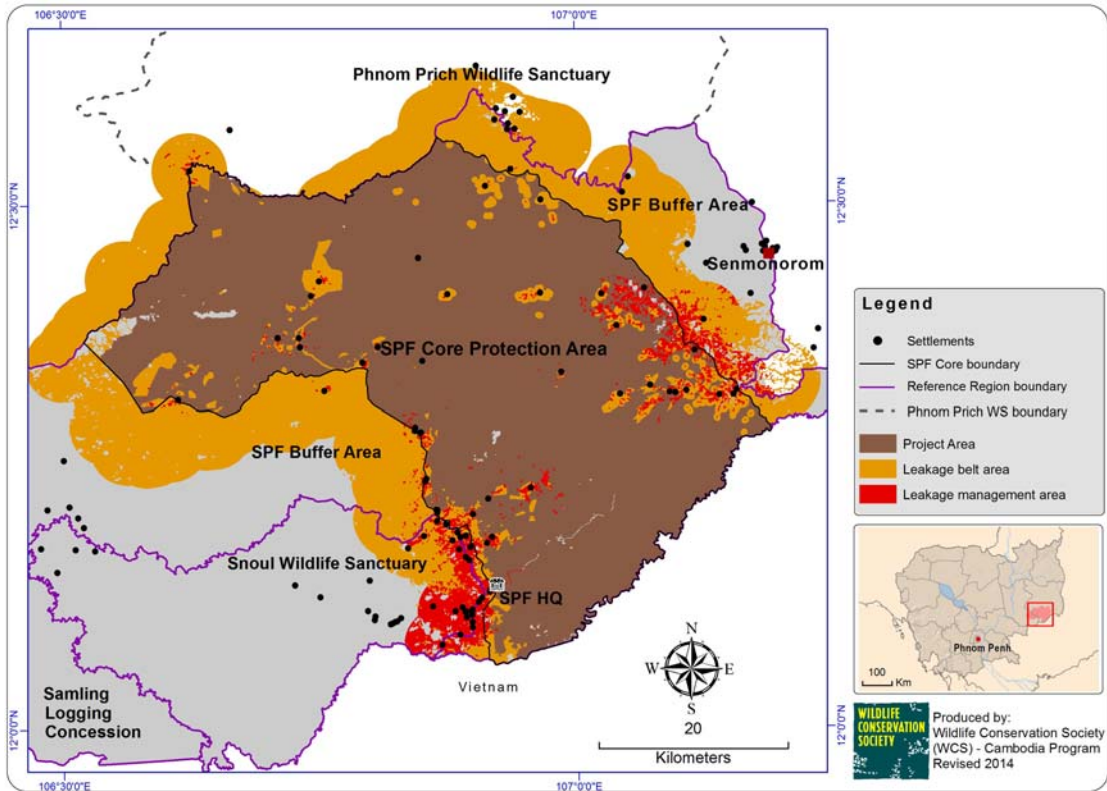 106°30'0"E
107°0'0"E
Phnom Prich Wildlife Sanctuary
12°30'0"N
12°30'0"N
SPF Buffer Area
Senmonorom
SPF Core Protection Area
SPF Buffer Area
Snoul Wildlife Sanctuary
SPF HQ
Samling
Logging
Concession
Vietnam
N
W
E
S
20
Kilometers
12°0'0"N
12°0'0"N
106°30'0"E
107°0'0"E
Legend
Settlements
SPF Core boundary
Reference Region boundary
Phnom Prich WS boundary
Project Area
Leakage belt area
Leakage management area
Phnom Penh
100
Km
WILDLIFE
CONSERVATION
SOCIETY
Produced by:
Wildlife Conservation Society
(WCS) - Cambodia Program
Revised 2014